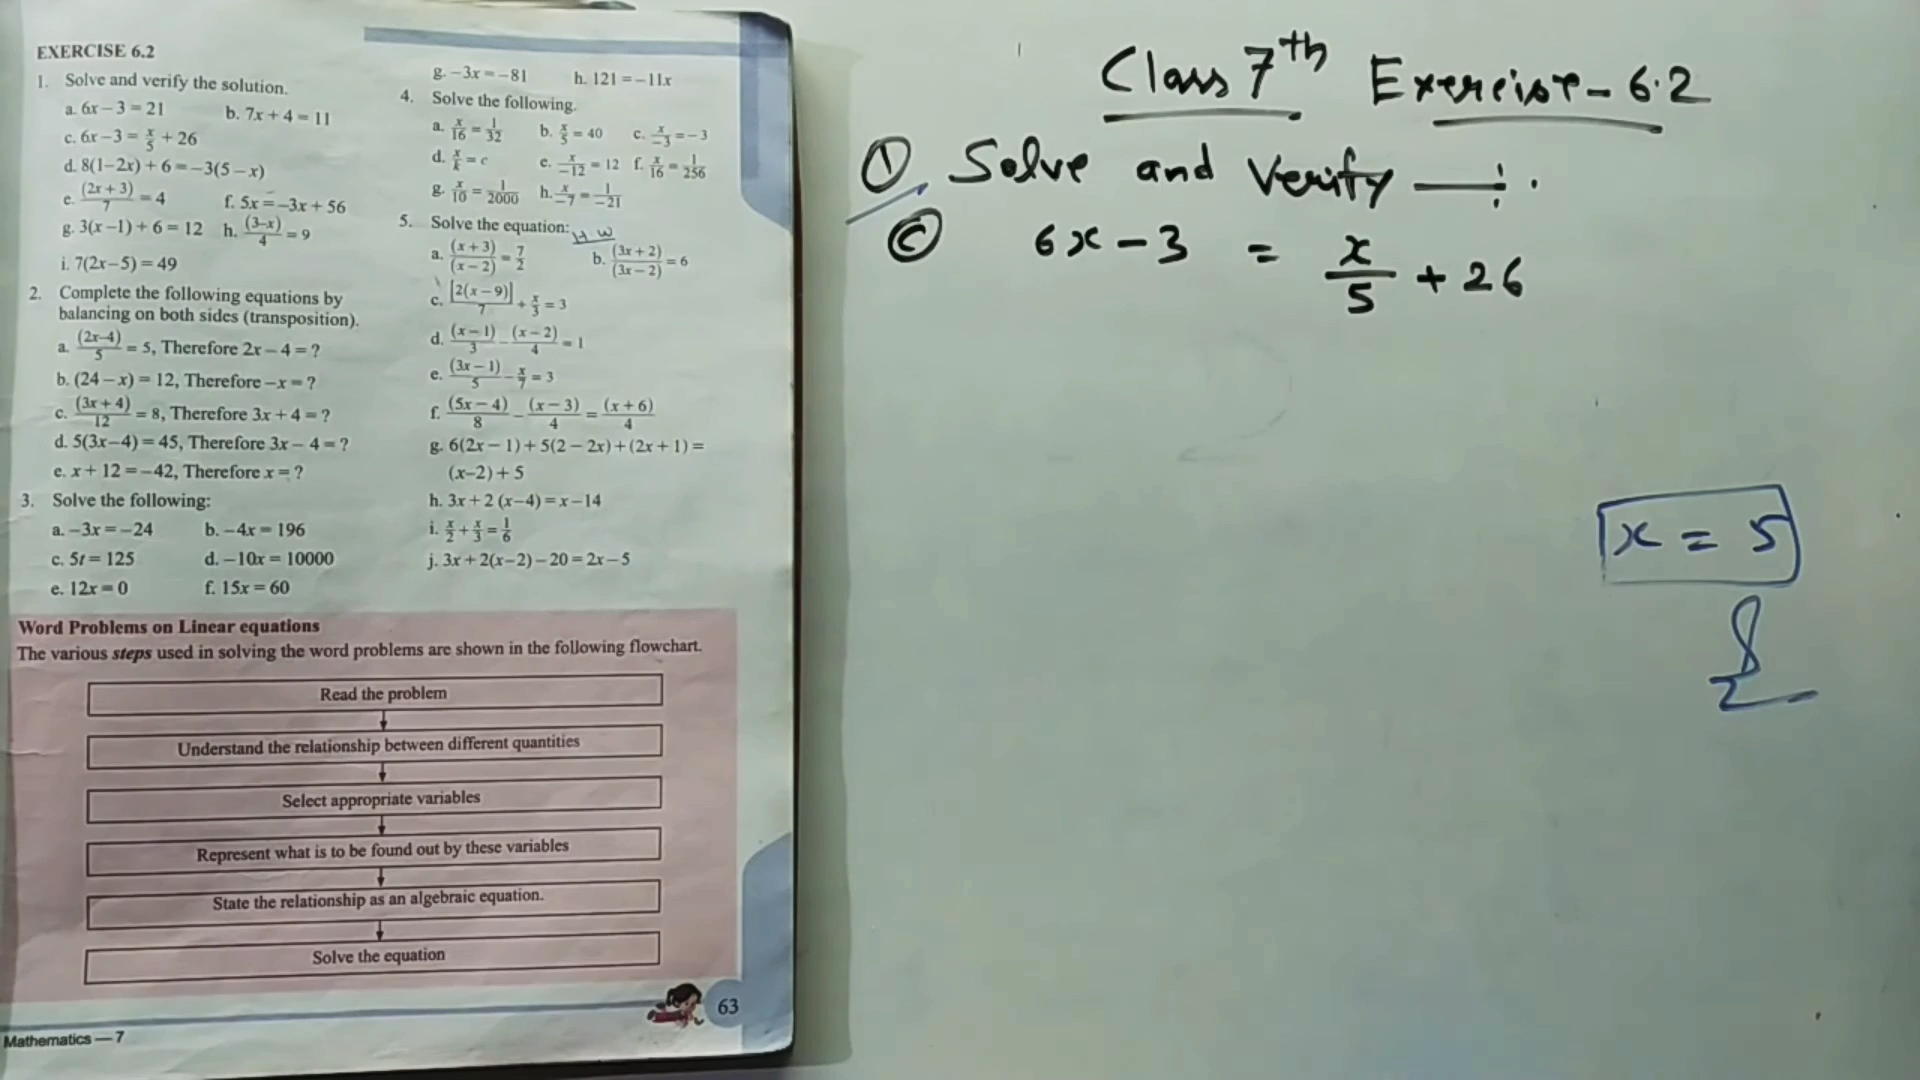 EXERCISE 6.2
1. Solve and verify the solution.
a. 6x – 3 = 21 b. 7x + 4 = 11
c. 6x – 3 = x/5 + 26
d. 8(1–2x) + 6 = –3(5 – x)
e. (2x + 3)/7 = 4 f. 5x = –3x + 56
g. 3(x –1) + 6 = 12 h. (3–x)/4 = 9
i. 7(2x–5) = 49
2. Complete the following equations by
balancing on both sides (transposition).
a. (2x–4)/5 = 5, Therefore 2x – 4 = ?
b. (24 – x) = 12, Therefore –x = ?
c. (3x + 4)/12 = 8, Therefore 3x + 4 = ?
d. 5(3x–4) = 45, Therefore 3x – 4 = ?
e. x + 12 = –42, Therefore x = ?
3. Solve the following:
a. –3x = –24 b. –4x = 196
c. 5t = 125 d. –10x = 10000
e. 12x = 0 f. 15x = 60
g. –3x = –81 h. 121 = –11x
4. Solve the following.
a. x/16 = 1/32 b. x/5 = 40 c. x/–3 = –3
d. x/k = c e. x/–12 = 12 f. x/16 = 1/256
g. x/10 = 1/2000 h. x/–7 = 1/–21
5. Solve the equation: H.W
a. (x + 3)/(x – 2) = 7/2 b. (3x + 2)/(3x – 2) = 6
c. [2(x – 9)]/7 + x/3 = 3
d. (x – 1)/3 – (x – 2)/4 = 1
e. (3x – 1)/5 – x/7 = 3
f. (5x – 4)/8 – (x – 3)/4 = (x + 6)/4
g. 6(2x – 1) + 5(2 – 2x) + (2x + 1) =
(x–2) + 5
h. 3x + 2 (x–4) = x – 14
i. x/2 + x/3 = 1/6
j. 3x + 2(x–2) – 20 = 2x – 5
Word Problems on Linear equations
The various steps used in solving the word problems are shown in the following flowchart.
Read the problem
Understand the relationship between different quantities
Select appropriate variables
Represent what is to be found out by these variables
State the relationship as an algebraic equation.
Solve the equation
63
Mathematics — 7
Class 7th Exercise - 6.2
① Solve and Verify
ⓒ 6x – 3 = x/5 + 26
x = 5